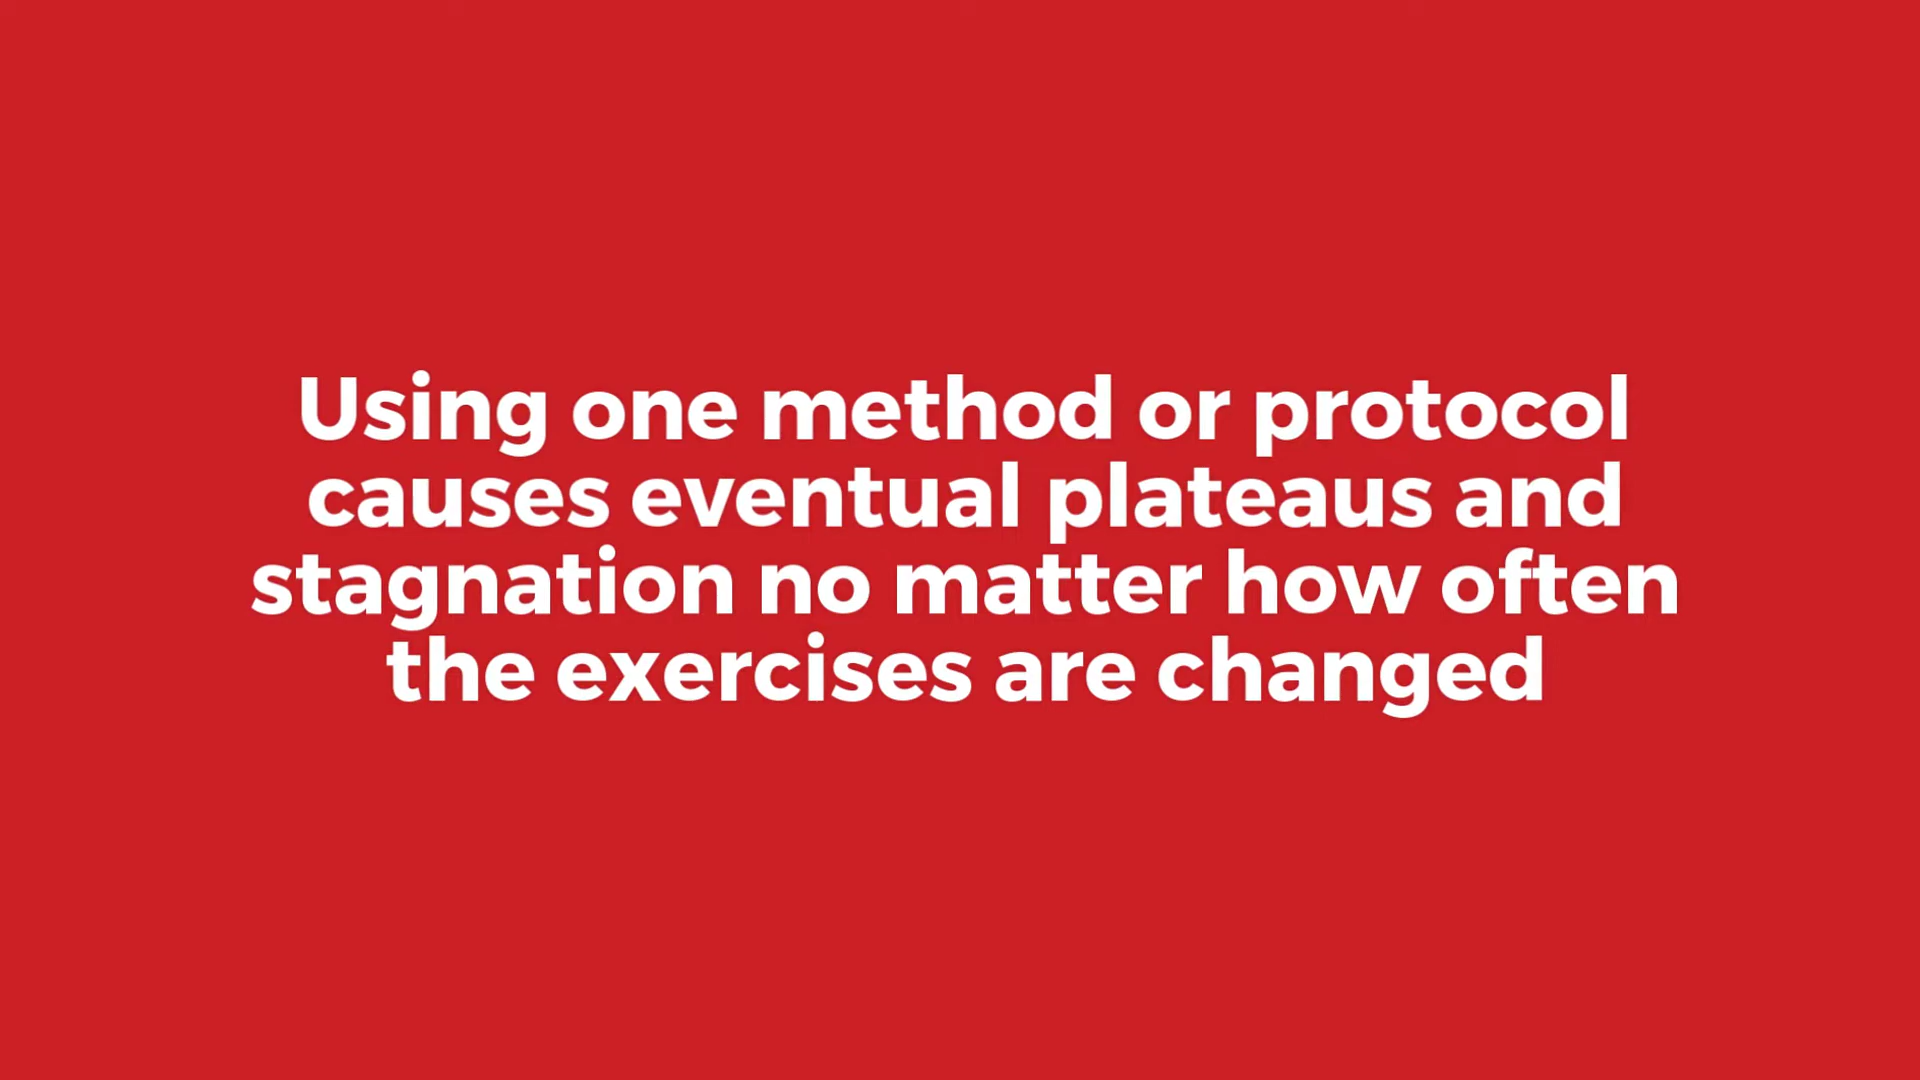 Using one method or protocol
causes eventual plateaus and
stagnation no matter how often
the exercises are changed